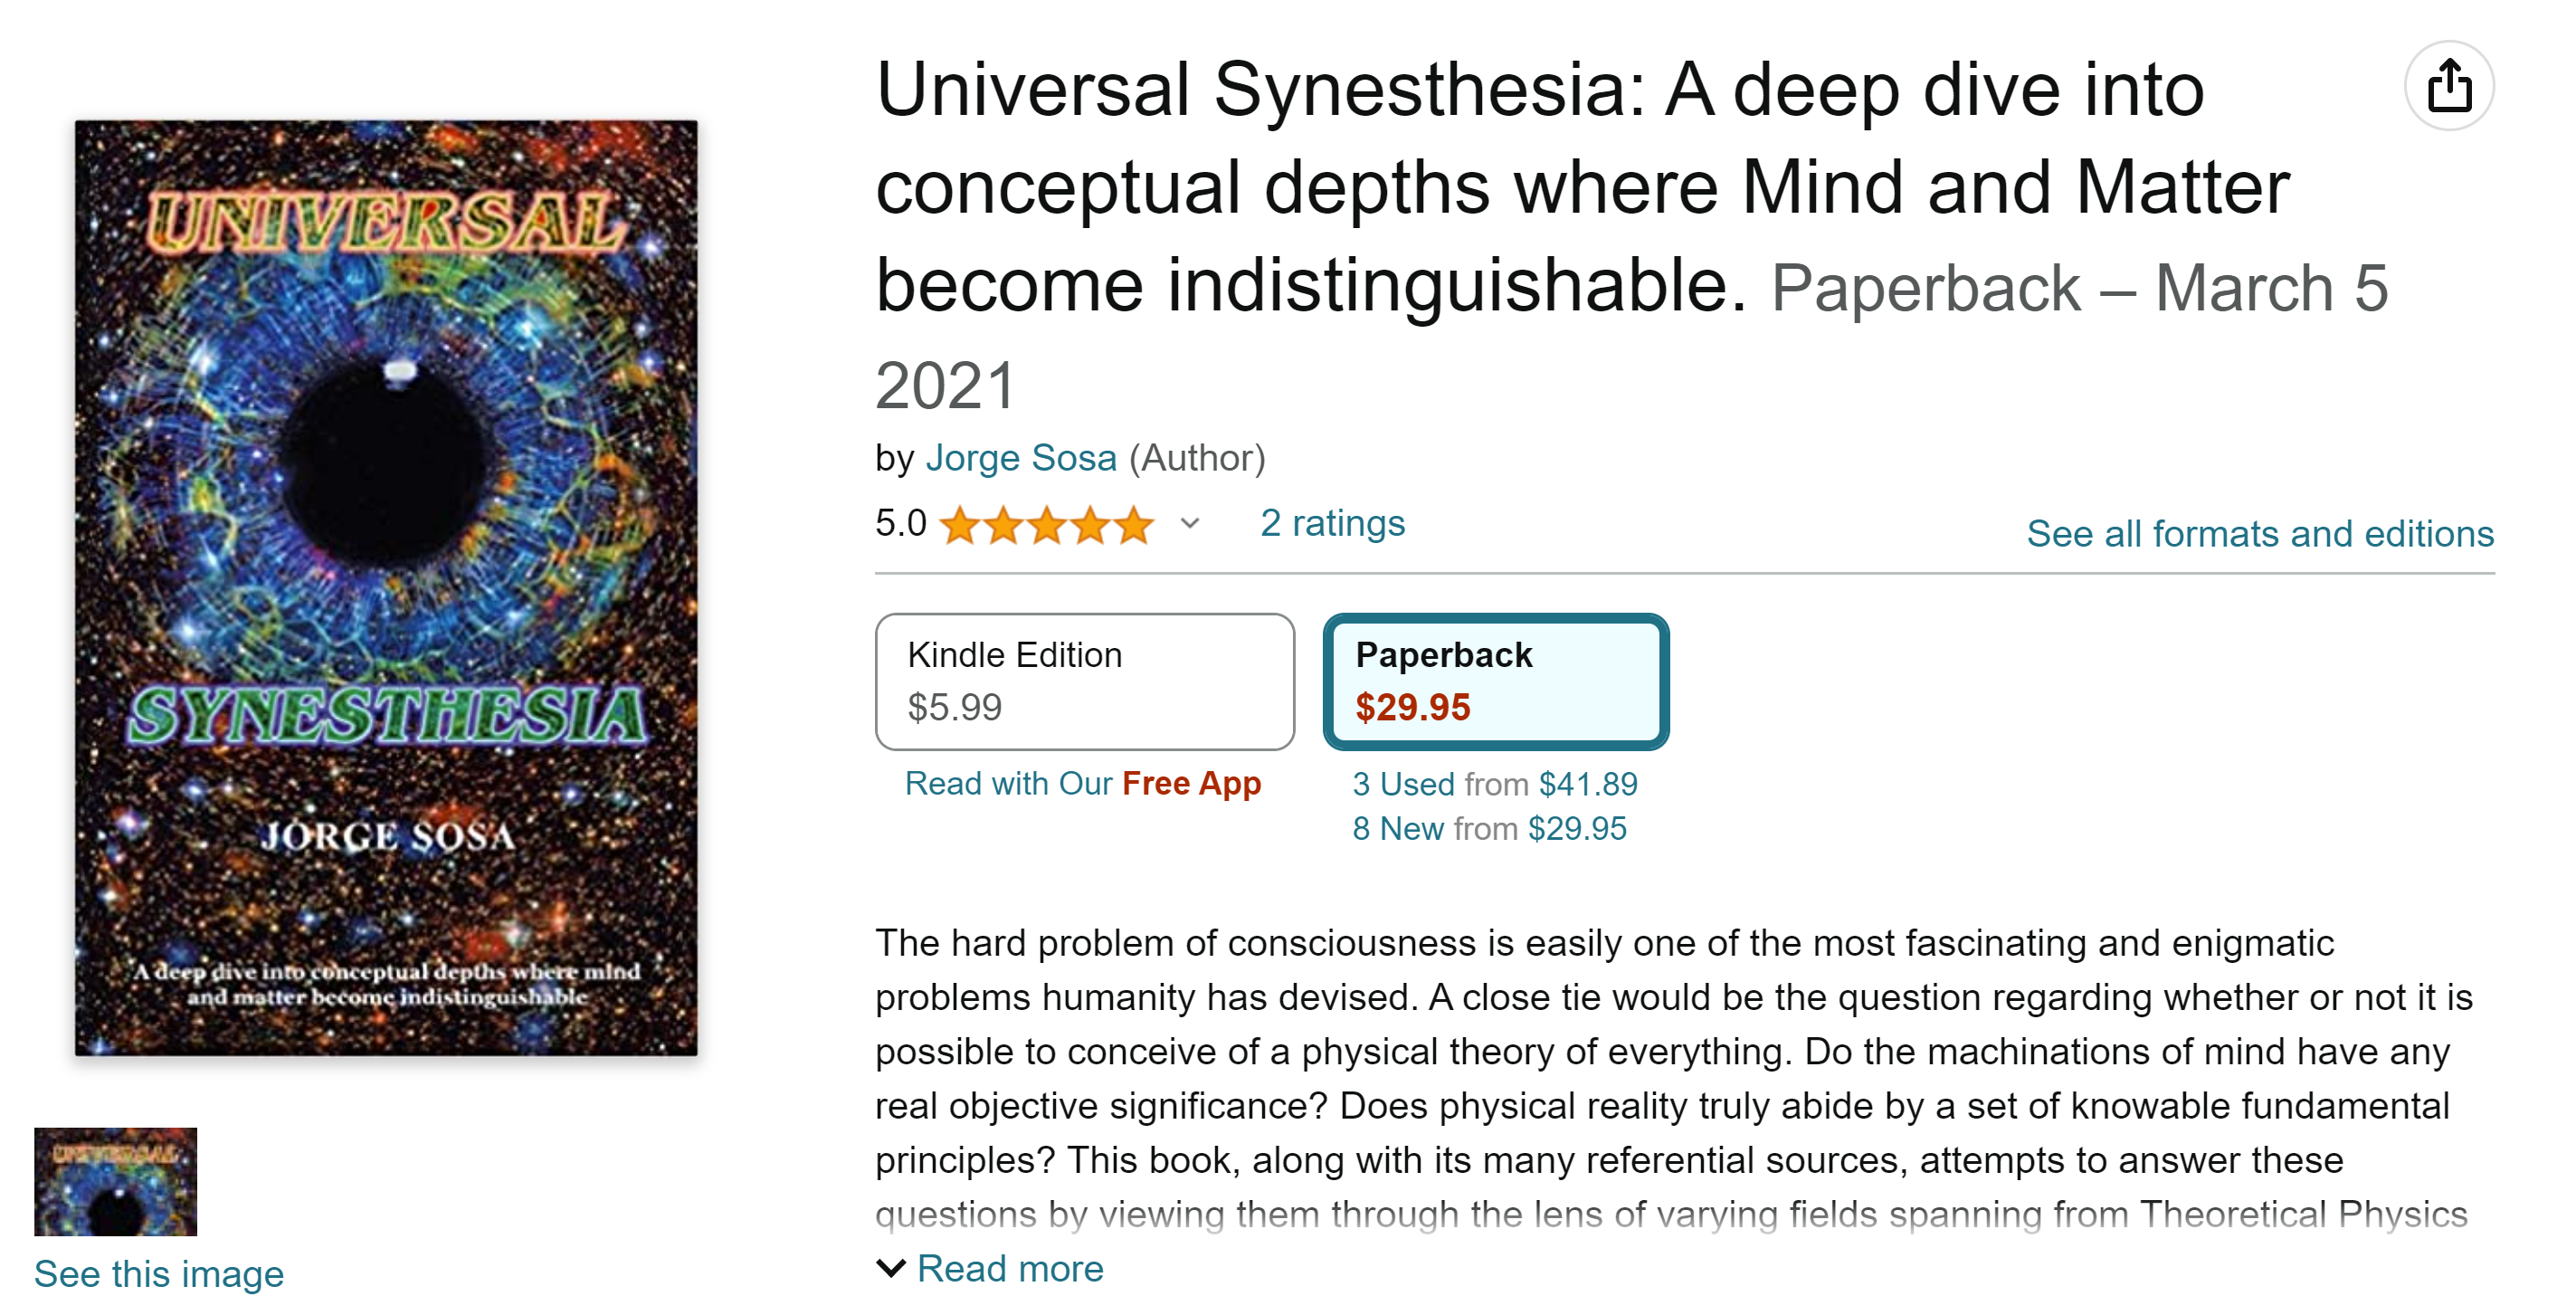 UNIVERSAL
SYNESTHESIA
JORGE SOSA
A deep dive into conceptual depths where mind
and matter become indistinguishable
UNIVERSAL
See this image
Universal Synesthesia: A deep dive into
conceptual depths where Mind and Matter
become indistinguishable. Paperback – March 5
2021
by Jorge Sosa (Author)
5.0
2 ratings
See all formats and editions
Kindle Edition
$5.99
Read with Our Free App
Paperback
$29.95
3 Used from $41.89
8 New from $29.95
The hard problem of consciousness is easily one of the most fascinating and enigmatic
problems humanity has devised. A close tie would be the question regarding whether or not it is
possible to conceive of a physical theory of everything. Do the machinations of mind have any
real objective significance? Does physical reality truly abide by a set of knowable fundamental
principles? This book, along with its many referential sources, attempts to answer these
questions by viewing them through the lens of varying fields spanning from Theoretical Physics
Read more